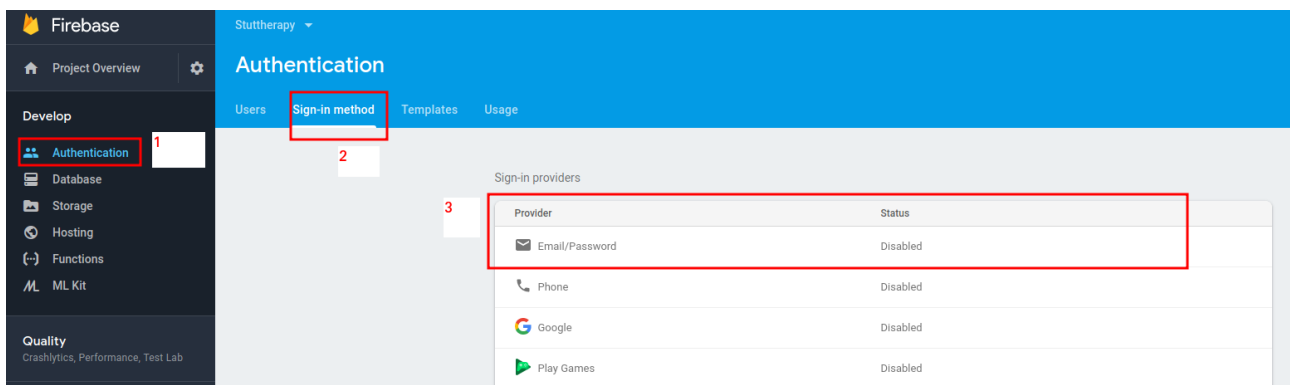 Firebase
Project Overview
Develop
1
Authentication
Database
Storage
Hosting
Functions
ML Kit
Quality
Crashlytics, Performance, Test Lab
Stuttherapy
Authentication
Users Sign-in method Templates Usage
2
Sign-in providers
3
Provider Status
Email/Password Disabled
Phone Disabled
Google Disabled
Play Games Disabled